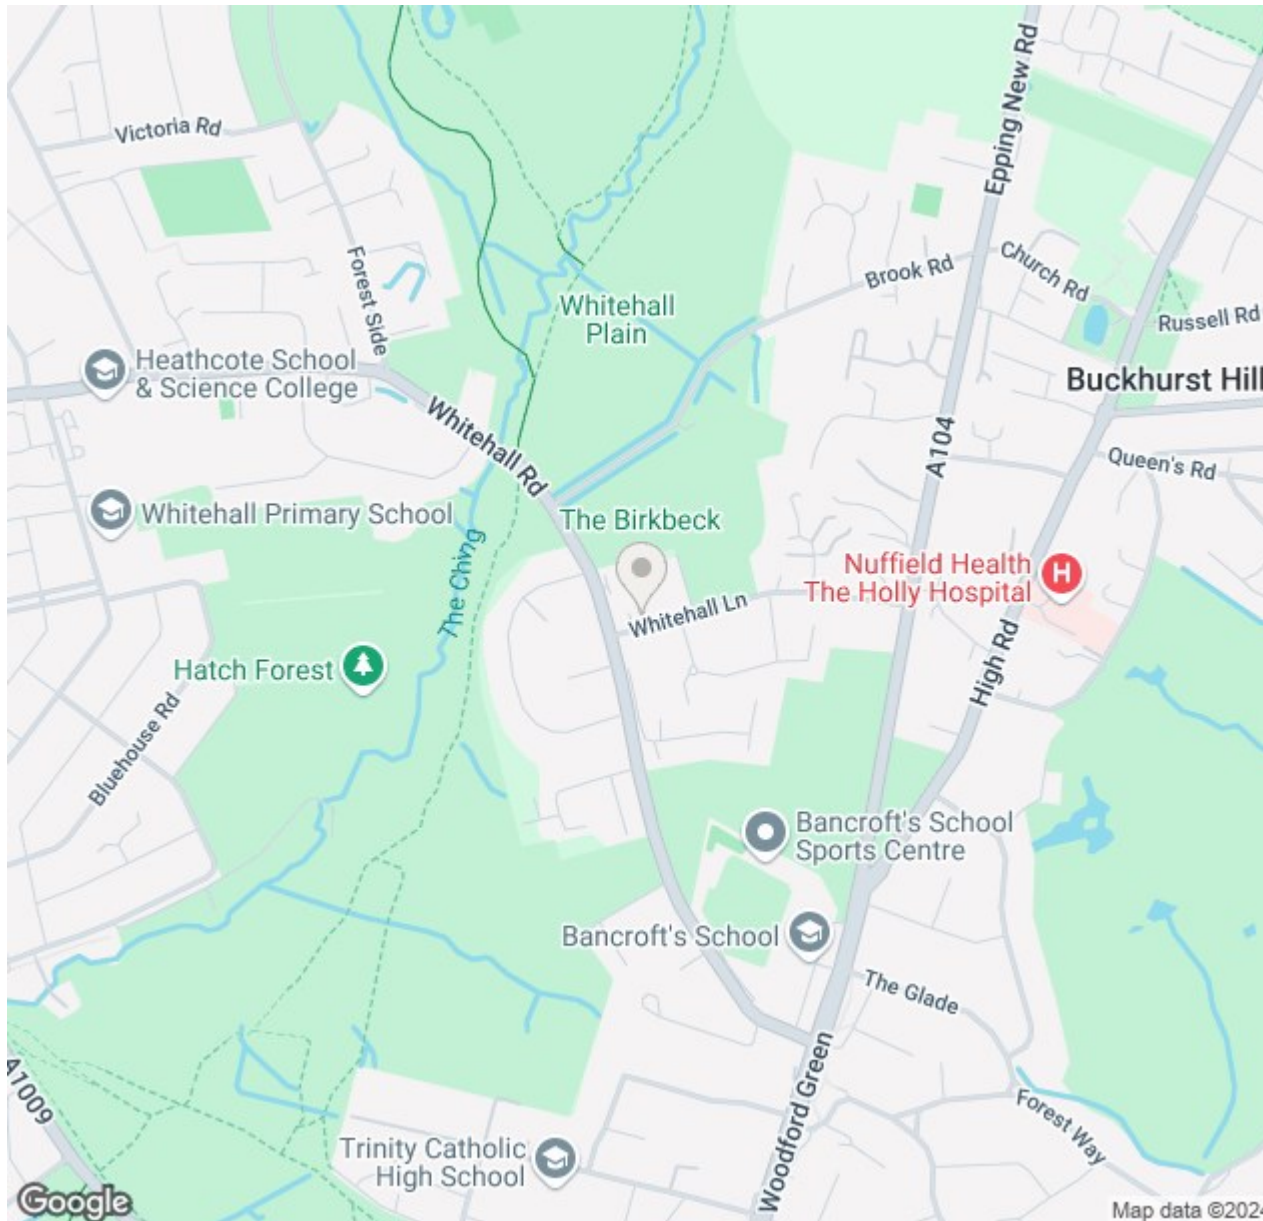 Epping New Rd
Victoria Rd
Forest Side
Brook Rd
Church Rd
Russell Rd
Whitehall
Plain
Heathcote School
& Science College
Buckhurst Hill
Whitehall Rd
A104
Queen's Rd
Whitehall Primary School
The Ching
The Birkbeck
Nuffield Health
The Holly Hospital
H
Whitehall Ln
Hatch Forest
High Rd
Bluehouse Rd
Bancroft's School
Sports Centre
Bancroft's School
The Glade
A1009
Woodford Green
Forest Way
Trinity Catholic
High School
Google
Map data ©2024